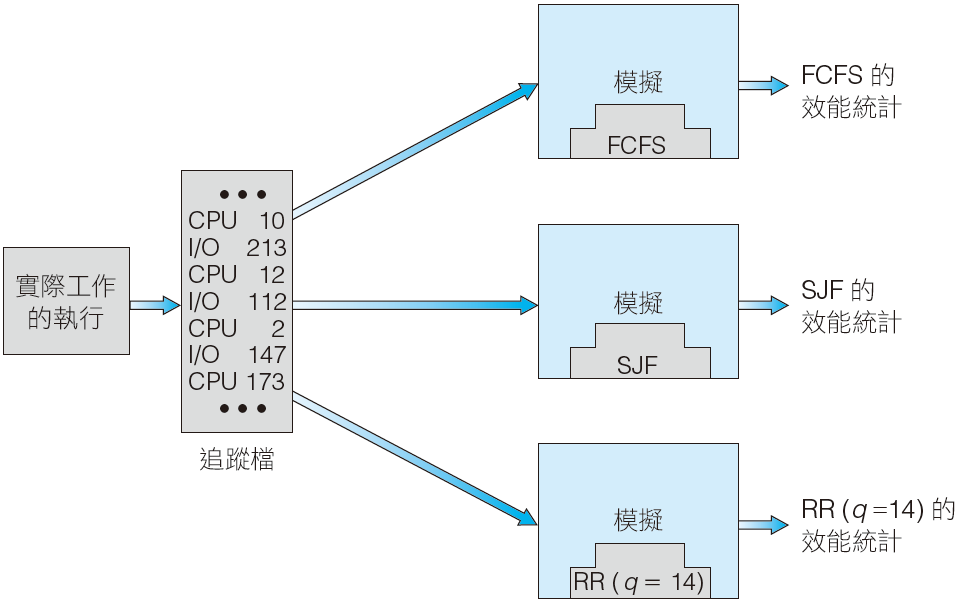 實際工作
的執行
•••
CPU 10
I/O 213
CPU 12
I/O 112
CPU 2
I/O 147
CPU 173
•••
追蹤檔
模擬
FCFS
FCFS 的
效能統計
模擬
SJF
SJF 的
效能統計
模擬
RR (q = 14)
RR (q =14) 的
效能統計